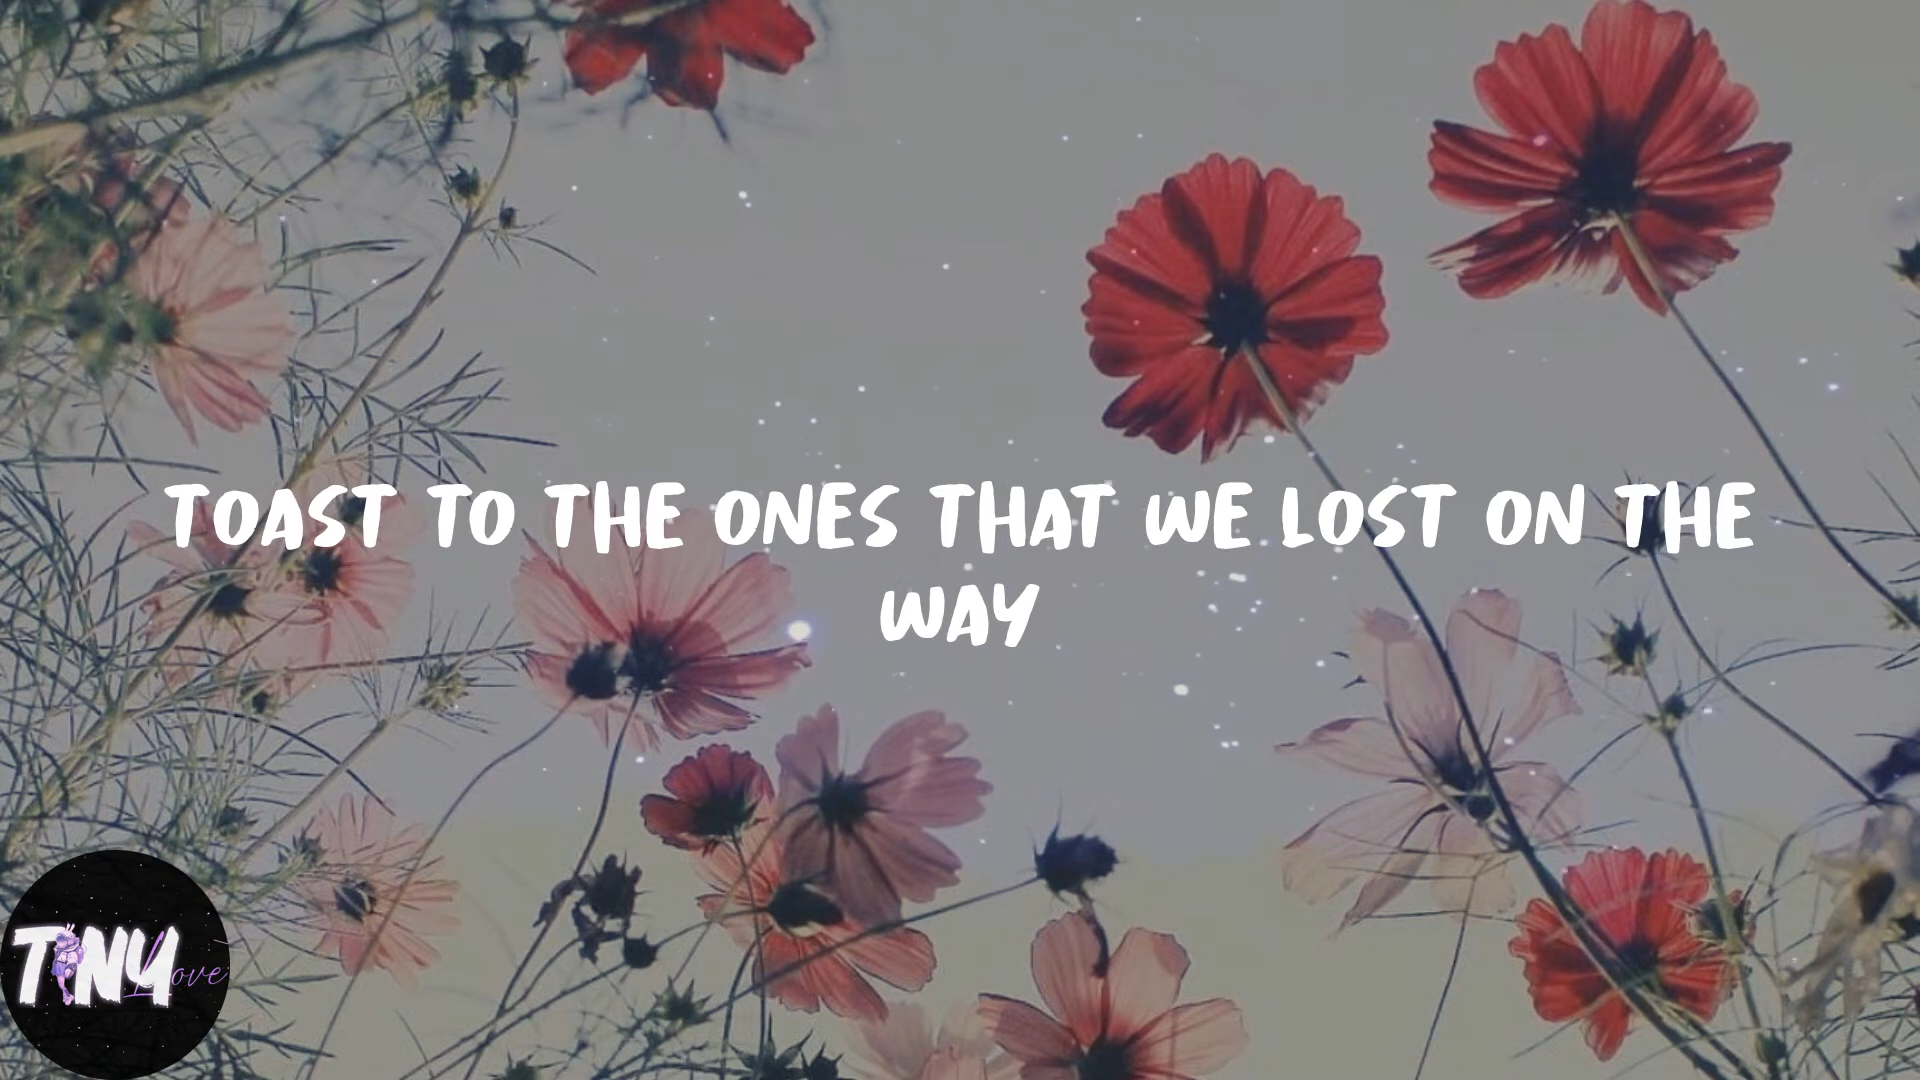 TOAST TO THE ONES THAT WE LOST ON THE
WAY
TINY
Love